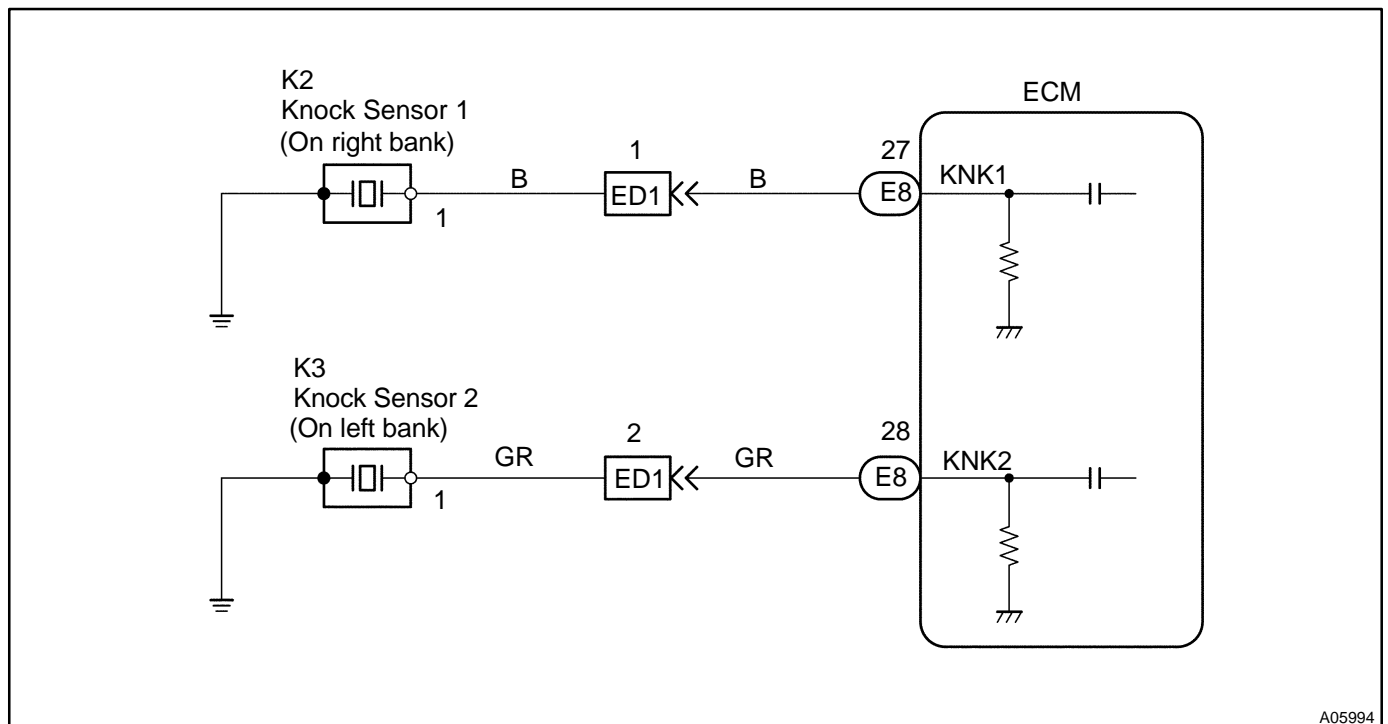 K2
Knock Sensor 1
(On right bank)
1
B
1
ED1
B
27
E8
ECM
KNK1
K3
Knock Sensor 2
(On left bank)
1
GR
2
ED1
GR
28
E8
KNK2
A05994